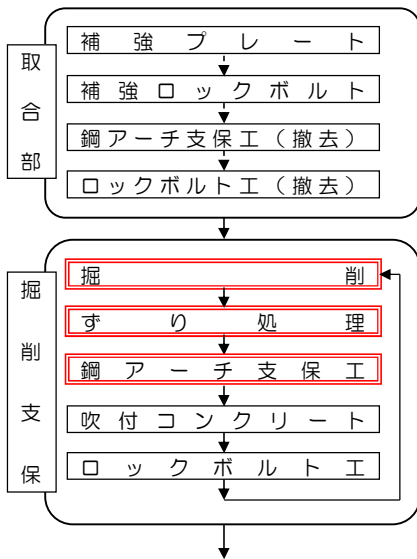 取合部
補強プレート
補強ロックボルト
鋼アーチ支保工（撤去）
ロックボルト工（撤去）
掘削支保
掘削
ずり処理
鋼アーチ支保工
吹付コンクリート
ロックボルト工